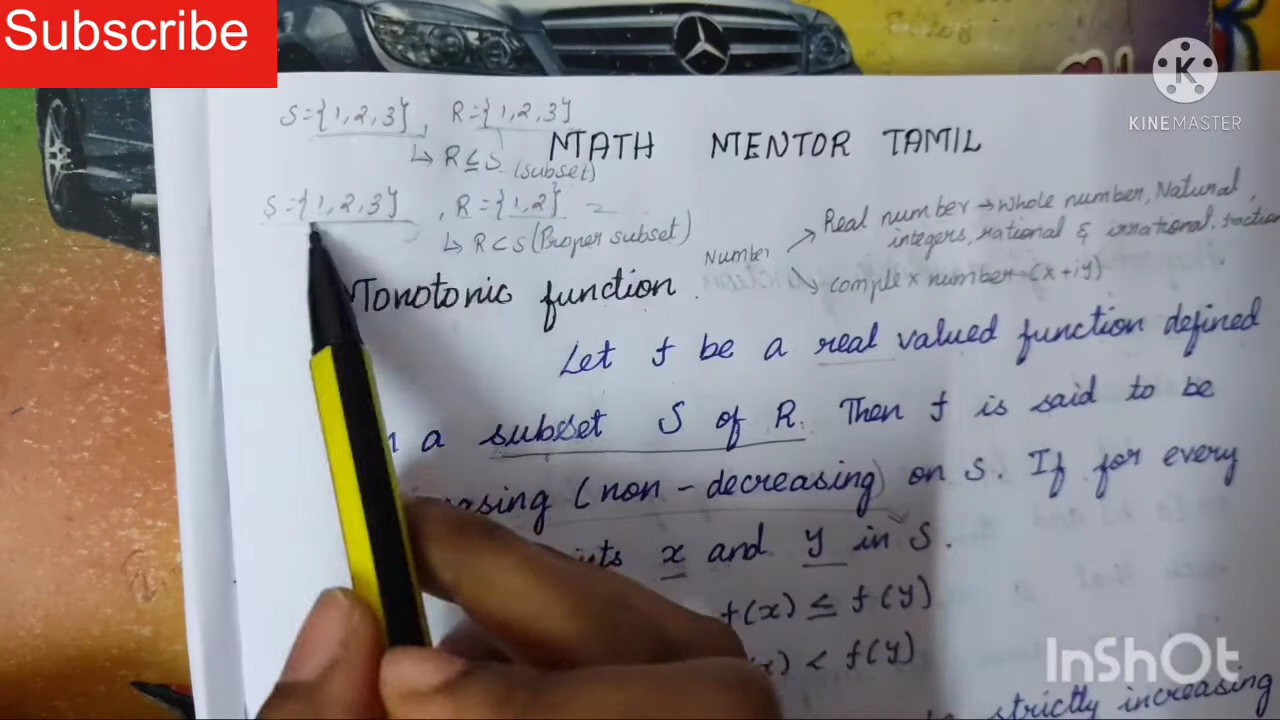 Subscribe
KINEMASTER
S={1,2,3}, R={1,2,3}
↳ R⊆S (subset)
MATH MENTOR TAMIL
S={1,2,3}, R={1,2}
↳ R⊂S (Proper subset)
Number
Real number → Whole number, Natural,
integers, rational & irrational, fraction
complex number (x+iy)
Monotonic function
Let f be a real valued function defined
a subset S of R. Then f is said to be
(non-decreasing) on S. If for every
x and y in S.
f(x) ≤ f(y)
< f(y)
strictly increasing
InShOt